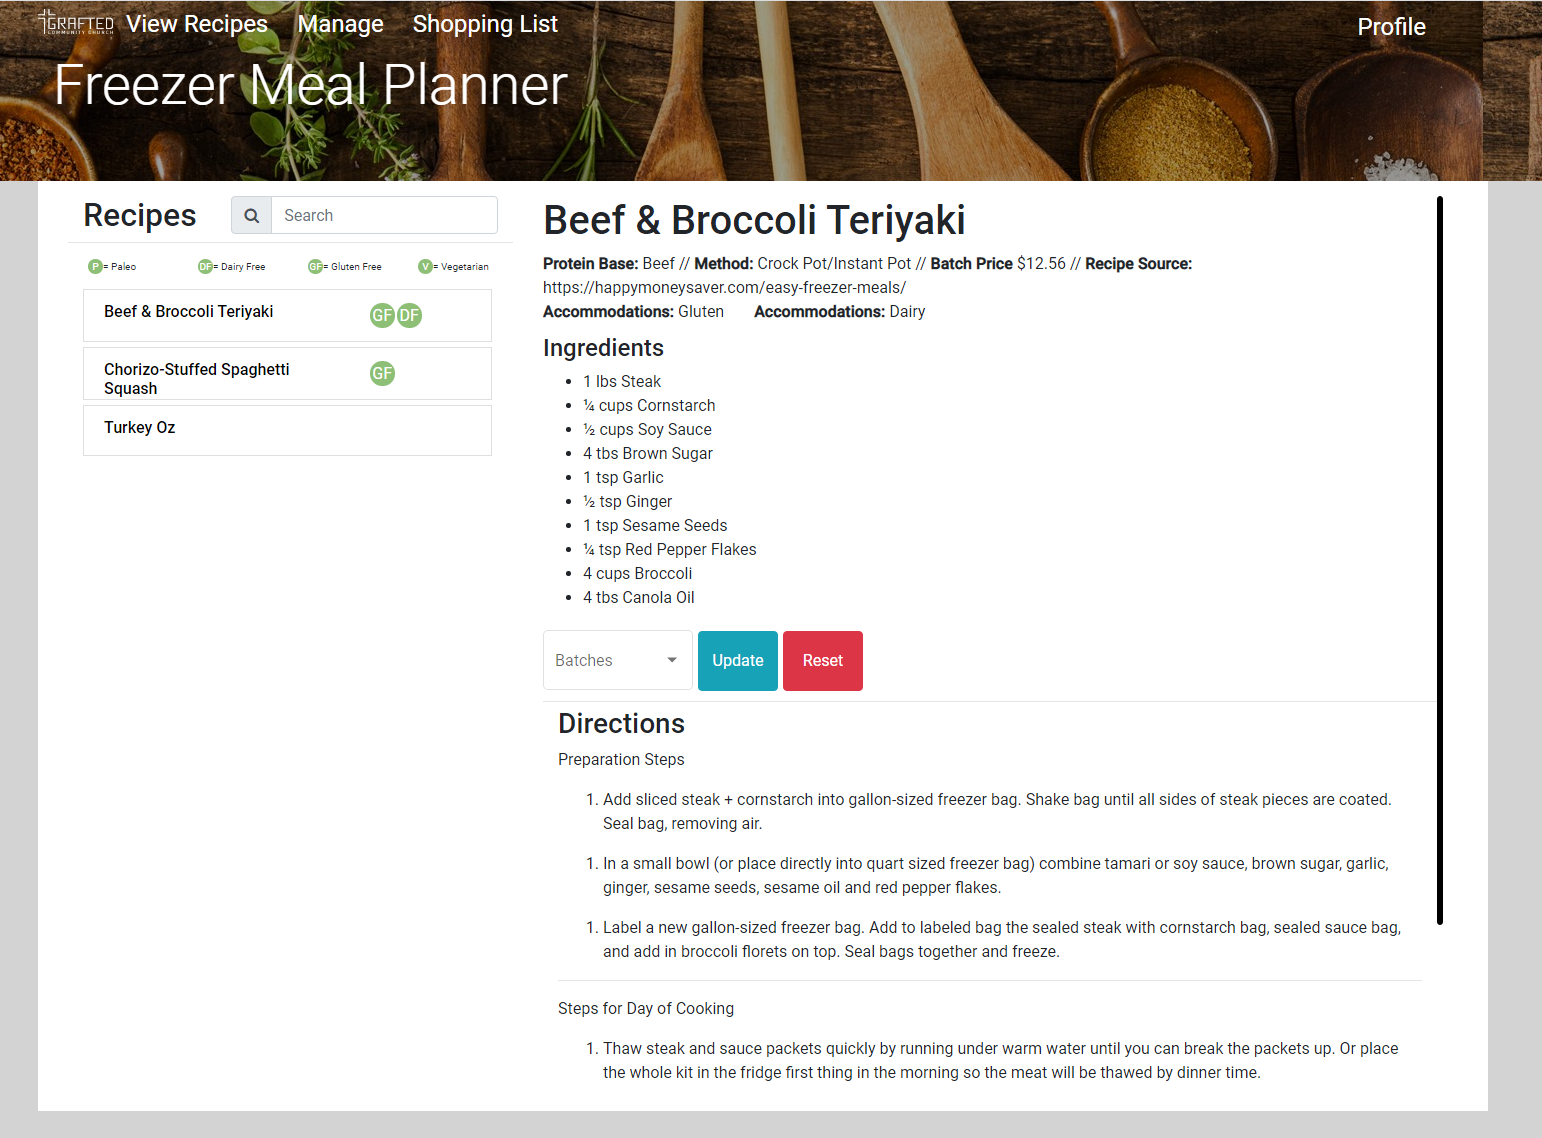 GRAFTED
COMMUNITY CHURCH
View Recipes Manage Shopping List Profile
Freezer Meal Planner
Recipes
Search
P = Paleo DF = Dairy Free GF = Gluten Free V = Vegetarian
Beef & Broccoli Teriyaki GF DF
Chorizo-Stuffed Spaghetti
Squash GF
Turkey Oz
Beef & Broccoli Teriyaki
Protein Base: Beef // Method: Crock Pot/Instant Pot // Batch Price $12.56 // Recipe Source:
https://happymoneysaver.com/easy-freezer-meals/
Accommodations: Gluten Accommodations: Dairy
Ingredients
• 1 lbs Steak
• ¼ cups Cornstarch
• ½ cups Soy Sauce
• 4 tbs Brown Sugar
• 1 tsp Garlic
• ½ tsp Ginger
• 1 tsp Sesame Seeds
• ¼ tsp Red Pepper Flakes
• 4 cups Broccoli
• 4 tbs Canola Oil
Batches Update Reset
Directions
Preparation Steps
1. Add sliced steak + cornstarch into gallon-sized freezer bag. Shake bag until all sides of steak pieces are coated.
Seal bag, removing air.
1. In a small bowl (or place directly into quart sized freezer bag) combine tamari or soy sauce, brown sugar, garlic,
ginger, sesame seeds, sesame oil and red pepper flakes.
1. Label a new gallon-sized freezer bag. Add to labeled bag the sealed steak with cornstarch bag, sealed sauce bag,
and add in broccoli florets on top. Seal bags together and freeze.
Steps for Day of Cooking
1. Thaw steak and sauce packets quickly by running under warm water until you can break the packets up. Or place
the whole kit in the fridge first thing in the morning so the meat will be thawed by dinner time.